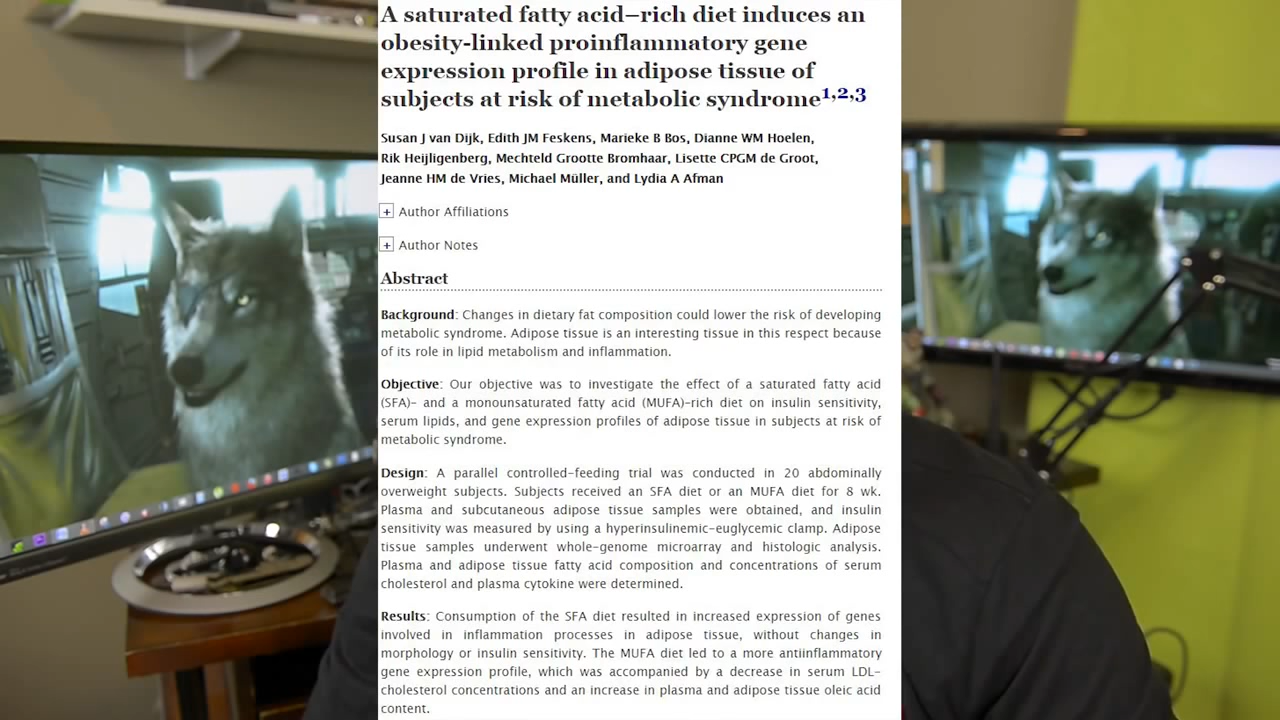 A saturated fatty acid–rich diet induces an
obesity-linked proinflammatory gene
expression profile in adipose tissue of
subjects at risk of metabolic syndrome1,2,3
Susan J van Dijk, Edith JM Feskens, Marieke B Bos, Dianne WM Hoelen,
Rik Heijligenberg, Mechteld Grootte Bromhaar, Lisette CPGM de Groot,
Jeanne HM de Vries, Michael Müller, and Lydia A Afman
+ Author Affiliations
+ Author Notes
Abstract
Background: Changes in dietary fat composition could lower the risk of developing
metabolic syndrome. Adipose tissue is an interesting tissue in this respect because
of its role in lipid metabolism and inflammation.
Objective: Our objective was to investigate the effect of a saturated fatty acid
(SFA)- and a monounsaturated fatty acid (MUFA)–rich diet on insulin sensitivity,
serum lipids, and gene expression profiles of adipose tissue in subjects at risk of
metabolic syndrome.
Design: A parallel controlled-feeding trial was conducted in 20 abdominally
overweight subjects. Subjects received an SFA diet or an MUFA diet for 8 wk.
Plasma and subcutaneous adipose tissue samples were obtained, and insulin
sensitivity was measured by using a hyperinsulinemic-euglycemic clamp. Adipose
tissue samples underwent whole-genome microarray and histologic analysis.
Plasma and adipose tissue fatty acid composition and concentrations of serum
cholesterol and plasma cytokine were determined.
Results: Consumption of the SFA diet resulted in increased expression of genes
involved in inflammation processes in adipose tissue, without changes in
morphology or insulin sensitivity. The MUFA diet led to a more antiinflammatory
gene expression profile, which was accompanied by a decrease in serum LDL-
cholesterol concentrations and an increase in plasma and adipose tissue oleic acid
content.